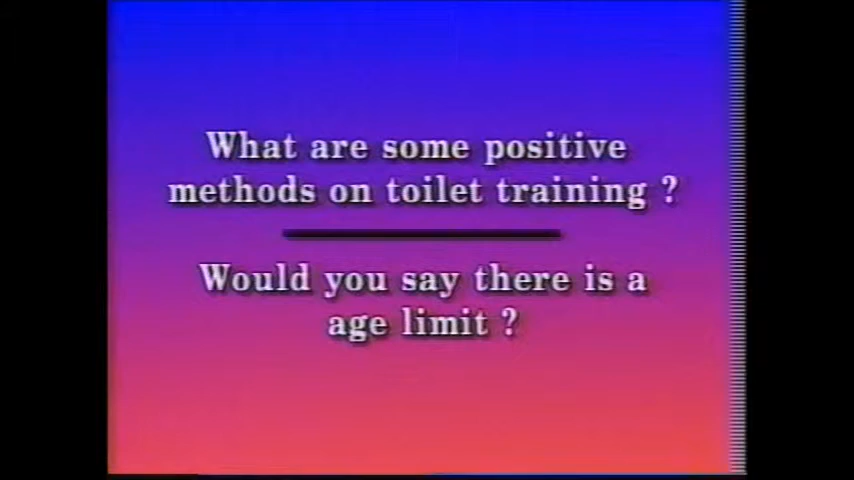 What are some positive
methods on toilet training ?
Would you say there is a
age limit ?